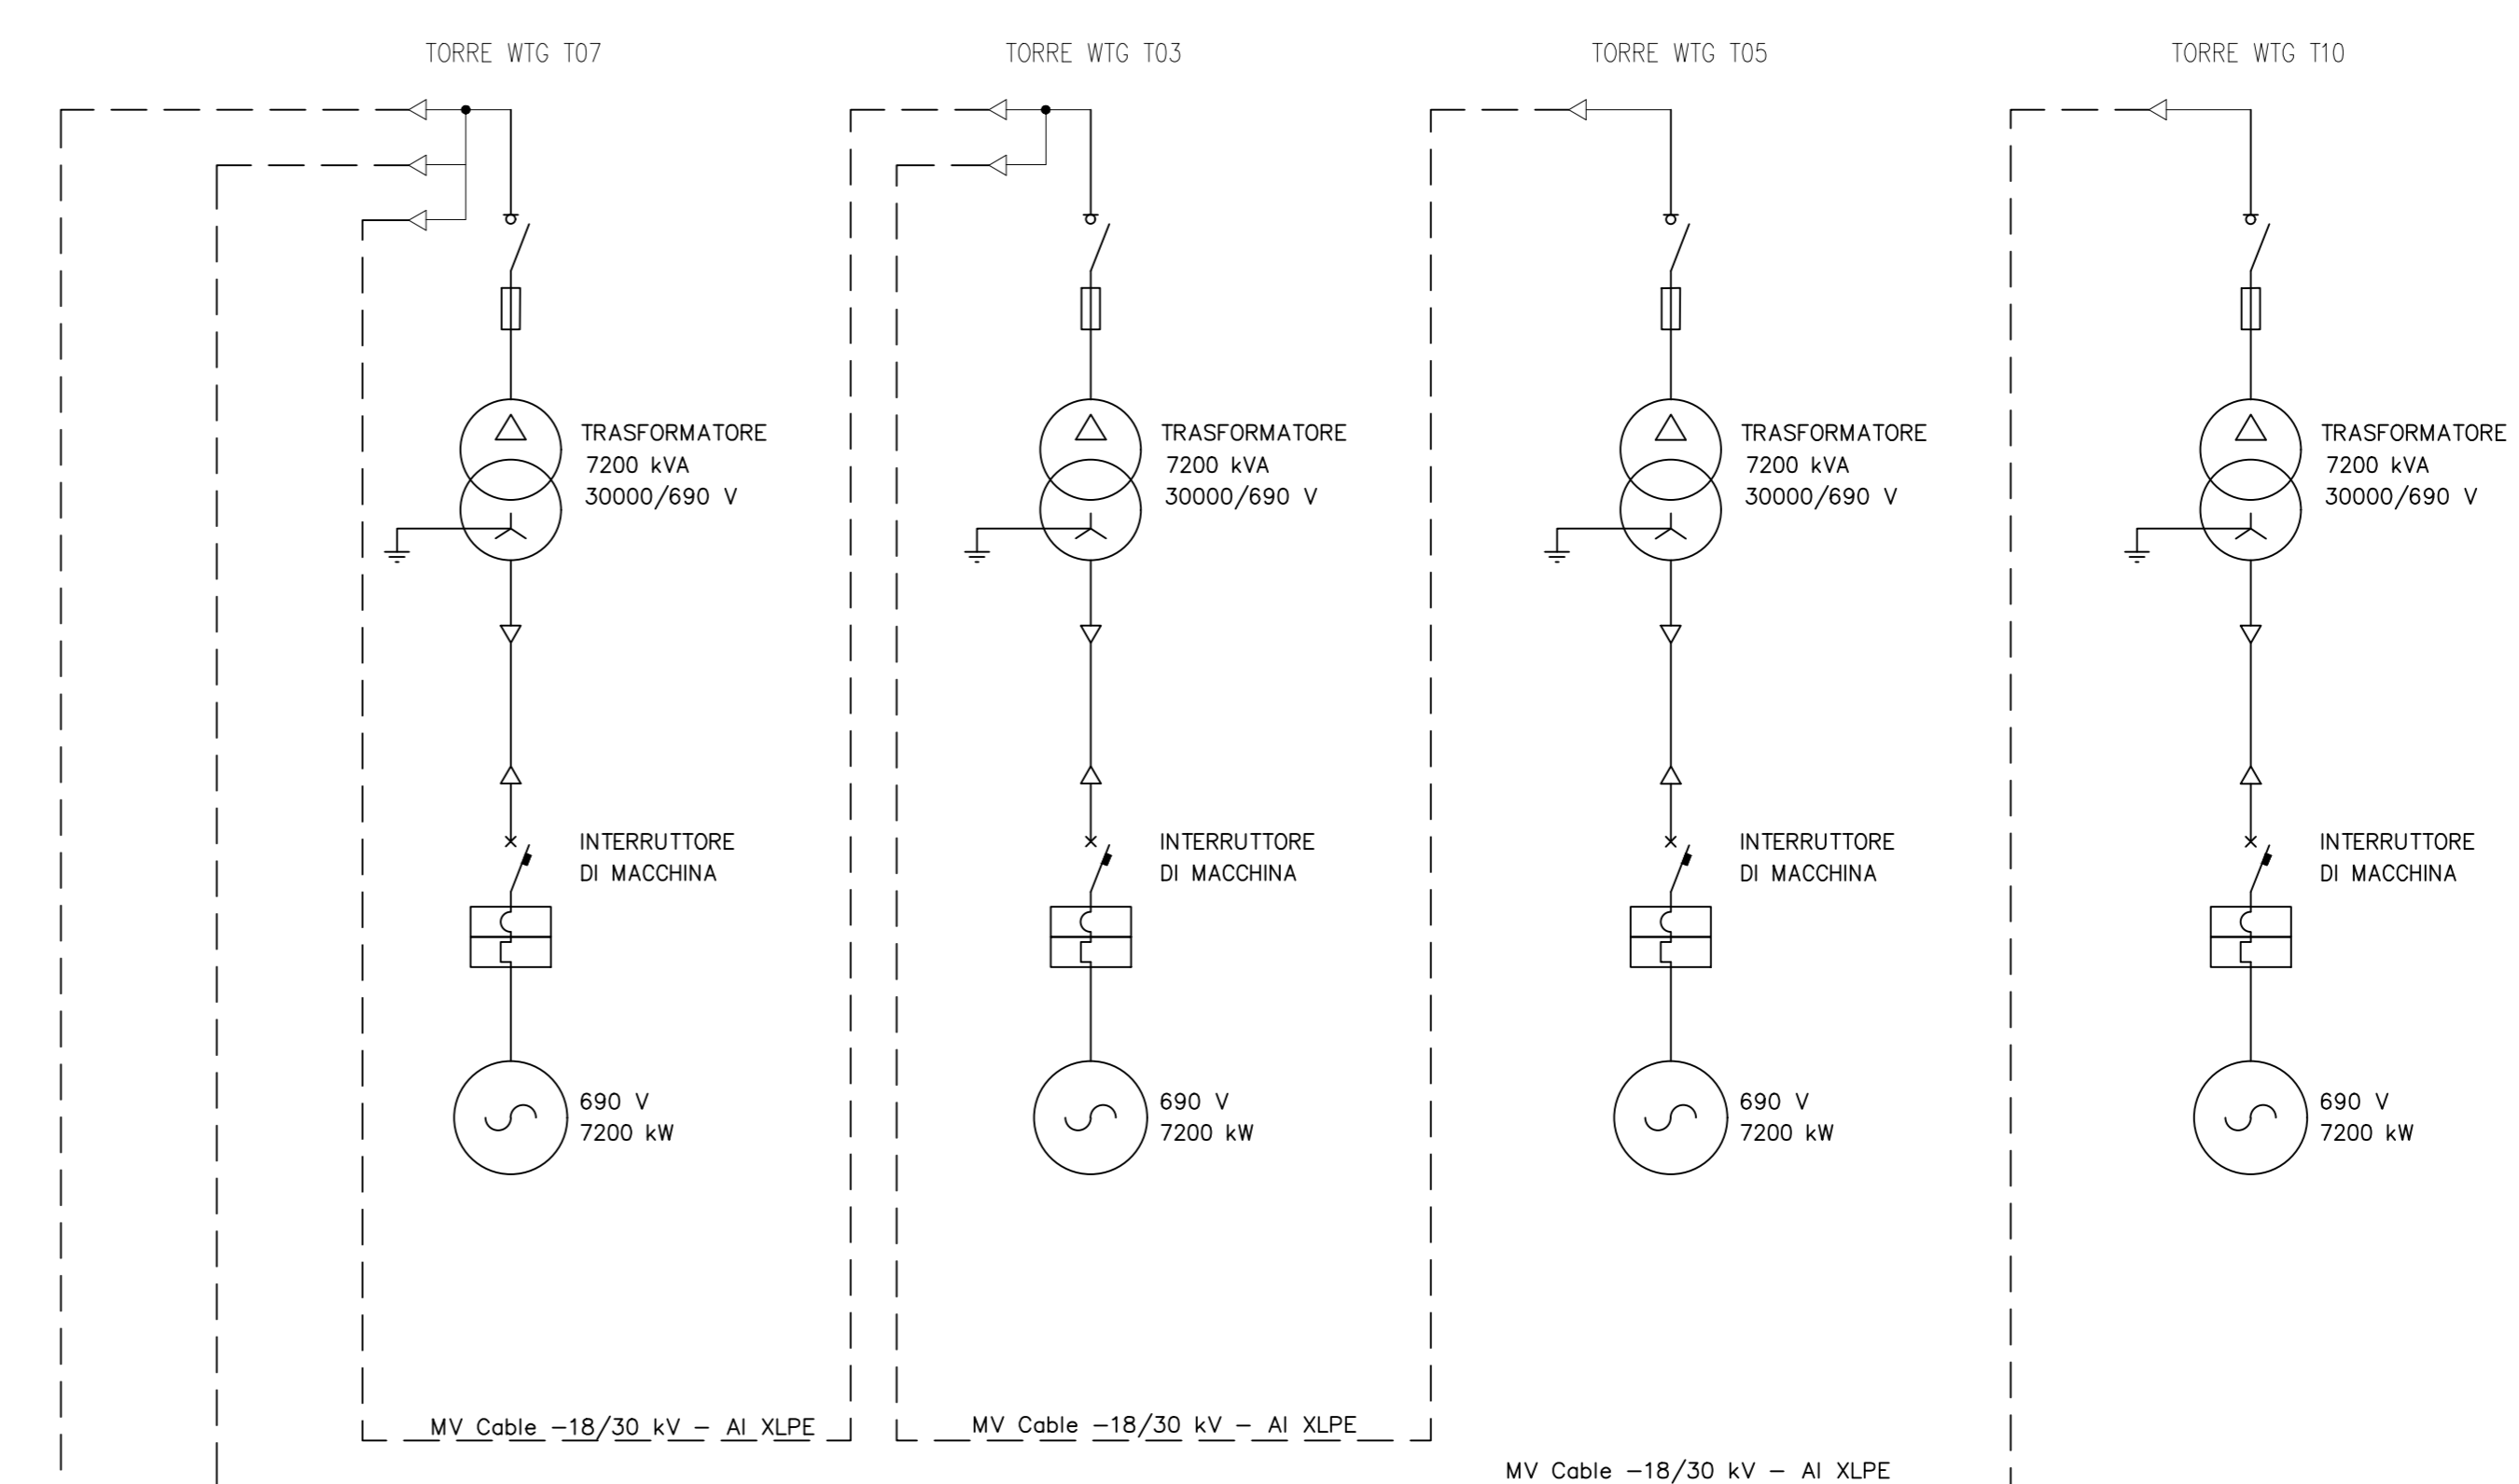 TORRE WTG T07
TORRE WTG T03
TORRE WTG T05
TORRE WTG T10
TRASFORMATORE
7200 kVA
30000/690 V
TRASFORMATORE
7200 kVA
30000/690 V
TRASFORMATORE
7200 kVA
30000/690 V
TRASFORMATORE
7200 kVA
30000/690 V
INTERRUTTORE
DI MACCHINA
INTERRUTTORE
DI MACCHINA
INTERRUTTORE
DI MACCHINA
INTERRUTTORE
DI MACCHINA
690 V
7200 kW
690 V
7200 kW
690 V
7200 kW
690 V
7200 kW
MV Cable -18/30 kV - Al XLPE
MV Cable -18/30 kV - Al XLPE
MV Cable -18/30 kV - Al XLPE